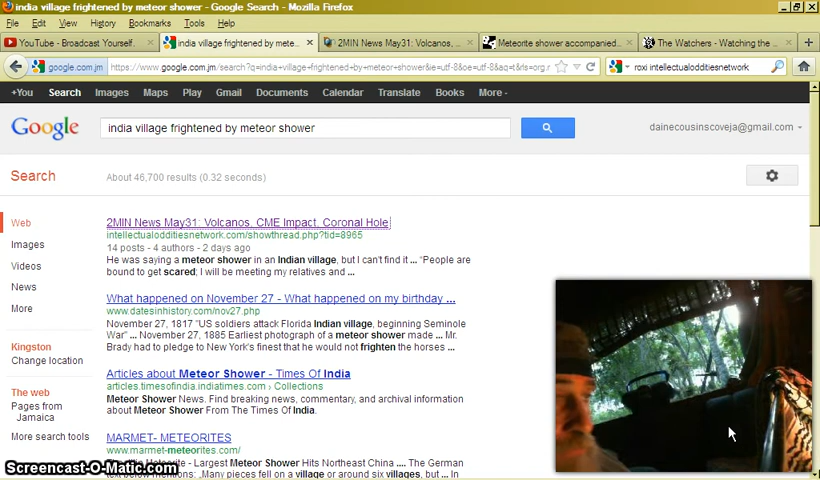 india village frightened by meteor shower - Google Search - Mozilla Firefox
File Edit View History Bookmarks Tools Help
YouTube - Broadcast Yourself. india village frightened by mete... 2MIN News May31: Volcanos, ... Meteorite shower accompanied... The Watchers - Watching the ...
google.com.jm https://www.google.com.jm/search?q=india+village+frightened+by+meteor+shower&ie=utf-8&oe=utf-8&aq=t&rls=org.r roxi intellectualodditiesnetwork
+You Search Images Maps Play Gmail Documents Calendar Translate Books More
Google india village frightened by meteor shower dainecousinscoveja@gmail.com
Search About 46,700 results (0.32 seconds)
Web
Images
Videos
News
More
Kingston
Change location
The web
Pages from
Jamaica
More search tools
2MIN News May31: Volcanos, CME Impact, Coronal Hole
intellectualodditiesnetwork.com/showthread.php?tid=8965
14 posts - 4 authors - 2 days ago
He was saying a meteor shower in an Indian village, but I can't find it ... "People are
bound to get scared; I will be meeting my relatives and ...
What happened on November 27 - What happened on my birthday ...
www.datesinhistory.com/nov27.php
November 27, 1817 "US soldiers attack Florida Indian village, beginning Seminole
War" ... November 27, 1885 Earliest photograph of a meteor shower made ... Mr.
Brady had to pledge to New York's finest that he would not frighten the horses ...
Articles about Meteor Shower - Times Of India
articles.timesofindia.indiatimes.com › Collections
Meteor Shower News. Find breaking news, commentary, and archival information
about Meteor Shower From The Times Of India.
MARMET- METEORITES
www.marmet-meteorites.com/
Meteorite - Largest Meteor Shower Hits Northeast China .... The German
text below mentions: „Many pieces fell on a village or around six villages, but ... In
Screencast-O-Matic.com